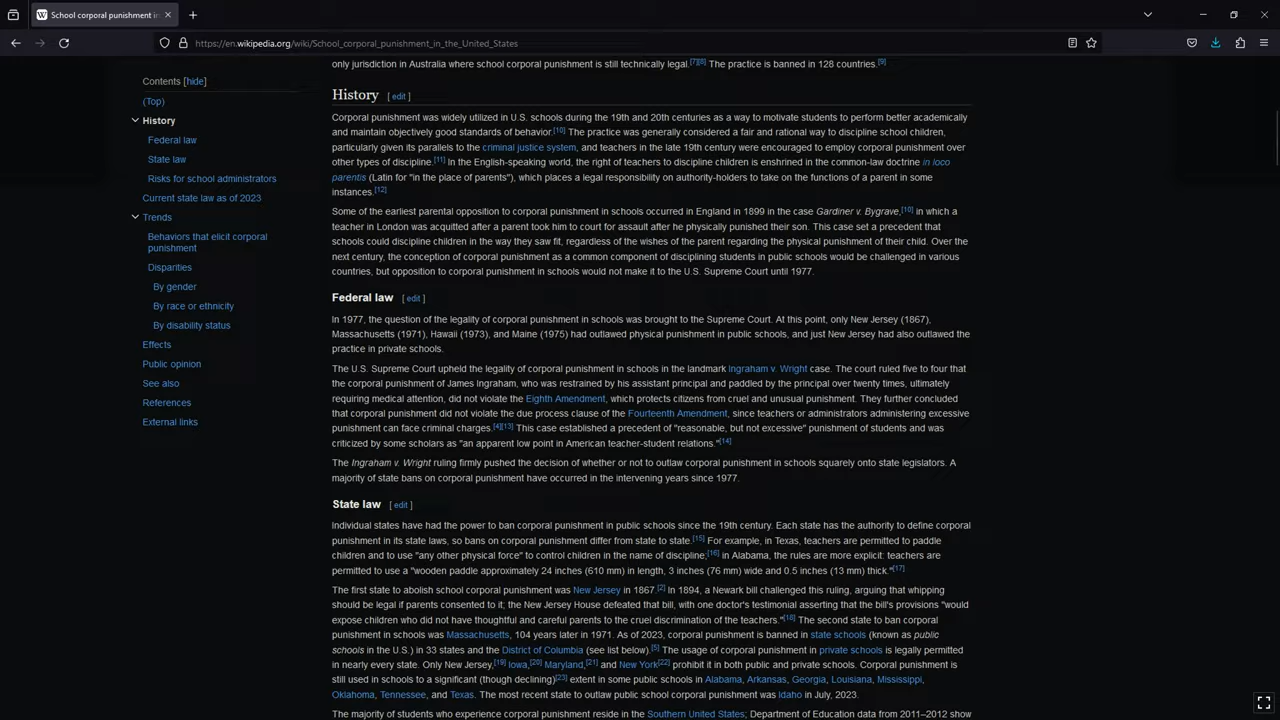 School corporal punishment in
https://en.wikipedia.org/wiki/School_corporal_punishment_in_the_United_States
Contents [hide]
(Top)
History
Federal law
State law
Risks for school administrators
Current state law as of 2023
Trends
Behaviors that elicit corporal
punishment
Disparities
By gender
By race or ethnicity
By disability status
Effects
Public opinion
See also
References
External links
only jurisdiction in Australia where school corporal punishment is still technically legal.[7][8] The practice is banned in 128 countries.[9]
History [ edit ]
Corporal punishment was widely utilized in U.S. schools during the 19th and 20th centuries as a way to motivate students to perform better academically
and maintain objectively good standards of behavior.[10] The practice was generally considered a fair and rational way to discipline school children,
particularly given its parallels to the criminal justice system, and teachers in the late 19th century were encouraged to employ corporal punishment over
other types of discipline.[11] In the English-speaking world, the right of teachers to discipline children is enshrined in the common-law doctrine in loco
parentis (Latin for "in the place of parents"), which places a legal responsibility on authority-holders to take on the functions of a parent in some
instances.[12]
Some of the earliest parental opposition to corporal punishment in schools occurred in England in 1899 in the case Gardiner v. Bygrave,[10] in which a
teacher in London was acquitted after a parent took him to court for assault after he physically punished their son. This case set a precedent that
schools could discipline children in the way they saw fit, regardless of the wishes of the parent regarding the physical punishment of their child. Over the
next century, the conception of corporal punishment as a common component of disciplining students in public schools would be challenged in various
countries, but opposition to corporal punishment in schools would not make it to the U.S. Supreme Court until 1977.
Federal law [ edit ]
In 1977, the question of the legality of corporal punishment in schools was brought to the Supreme Court. At this point, only New Jersey (1867),
Massachusetts (1971), Hawaii (1973), and Maine (1975) had outlawed physical punishment in public schools, and just New Jersey had also outlawed the
practice in private schools.
The U.S. Supreme Court upheld the legality of corporal punishment in schools in the landmark Ingraham v. Wright case. The court ruled five to four that
the corporal punishment of James Ingraham, who was restrained by his assistant principal and paddled by the principal over twenty times, ultimately
requiring medical attention, did not violate the Eighth Amendment, which protects citizens from cruel and unusual punishment. They further concluded
that corporal punishment did not violate the due process clause of the Fourteenth Amendment, since teachers or administrators administering excessive
punishment can face criminal charges.[4][13] This case established a precedent of "reasonable, but not excessive" punishment of students and was
criticized by some scholars as "an apparent low point in American teacher-student relations."[14]
The Ingraham v. Wright ruling firmly pushed the decision of whether or not to outlaw corporal punishment in schools squarely onto state legislators. A
majority of state bans on corporal punishment have occurred in the intervening years since 1977.
State law [ edit ]
Individual states have had the power to ban corporal punishment in public schools since the 19th century. Each state has the authority to define corporal
punishment in its state laws, so bans on corporal punishment differ from state to state.[15] For example, in Texas, teachers are permitted to paddle
children and to use "any other physical force" to control children in the name of discipline;[16] in Alabama, the rules are more explicit: teachers are
permitted to use a "wooden paddle approximately 24 inches (610 mm) in length, 3 inches (76 mm) wide and 0.5 inches (13 mm) thick."[17]
The first state to abolish school corporal punishment was New Jersey in 1867.[2] In 1894, a Newark bill challenged this ruling, arguing that whipping
should be legal if parents consented to it; the New Jersey House defeated that bill, with one doctor's testimonial asserting that the bill's provisions "would
expose children who did not have thoughtful and careful parents to the cruel discrimination of the teachers."[18] The second state to ban corporal
punishment in schools was Massachusetts, 104 years later in 1971. As of 2023, corporal punishment is banned in state schools (known as public
schools in the U.S.) in 33 states and the District of Columbia (see list below).[5] The usage of corporal punishment in private schools is legally permitted
in nearly every state. Only New Jersey,[19] Iowa,[20] Maryland,[21] and New York[22] prohibit it in both public and private schools. Corporal punishment is
still used in schools to a significant (though declining)[23] extent in some public schools in Alabama, Arkansas, Georgia, Louisiana, Mississippi,
Oklahoma, Tennessee, and Texas. The most recent state to outlaw public school corporal punishment was Idaho in July, 2023.
The majority of students who experience corporal punishment reside in the Southern United States; Department of Education data from 2011–2012 show